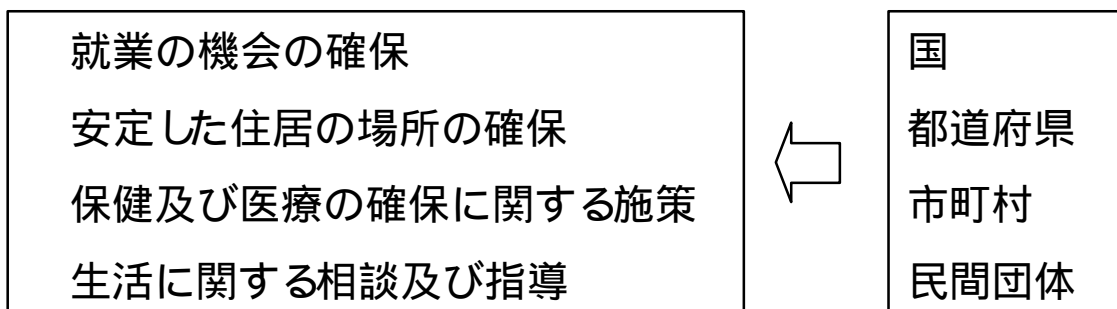 就業の機会の確保
安定した住居の場所の確保
保健及び医療の確保に関する施策
生活に関する相談及び指導
国
都道府県
市町村
民間団体